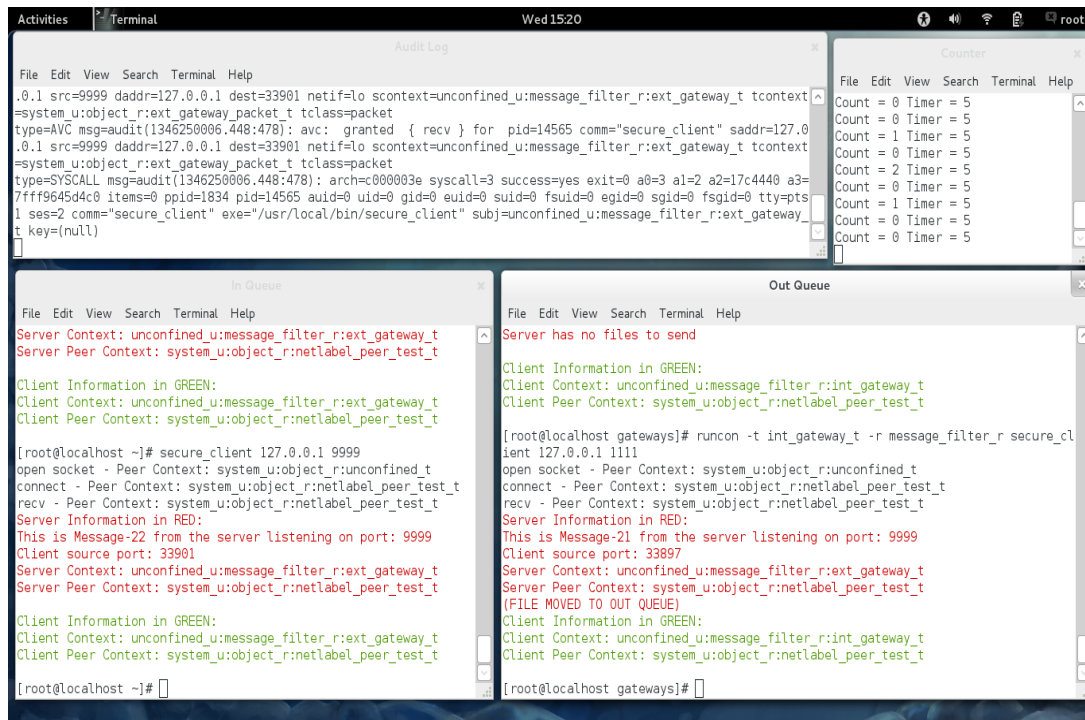 Activities
Terminal
Wed 15:20
root
Audit Log
File Edit View Search Terminal Help
.0.1 src=9999 daddr=127.0.0.1 dest=33901 netif=lo scontext=unconfined_u:message_filter_r:ext_gateway_t tcontext
=system_u:object_r:ext_gateway_packet_t tclass=packet
type=AVC msg=audit(1346250006.448:478): avc:  granted  { recv } for  pid=14565 comm="secure_client" saddr=127.0
.0.1 src=9999 daddr=127.0.0.1 dest=33901 netif=lo scontext=unconfined_u:message_filter_r:ext_gateway_t tcontext
=system_u:object_r:ext_gateway_packet_t tclass=packet
type=SYSCALL msg=audit(1346250006.448:478): arch=c000003e syscall=3 success=yes exit=0 a0=3 a1=2 a2=17c4440 a3=
7fff9645d4c0 items=0 ppid=1834 pid=14565 auid=0 uid=0 gid=0 euid=0 suid=0 fsuid=0 egid=0 sgid=0 fsgid=0 tty=pts
1 ses=2 comm="secure_client" exe="/usr/local/bin/secure_client" subj=unconfined_u:message_filter_r:ext_gateway_
t key=(null)
Counter
File Edit View Search Terminal Help
Count = 0 Timer = 5
Count = 0 Timer = 5
Count = 1 Timer = 5
Count = 0 Timer = 5
Count = 2 Timer = 5
Count = 0 Timer = 5
Count = 1 Timer = 5
Count = 0 Timer = 5
Count = 0 Timer = 5
In Queue
File Edit View Search Terminal Help
Server Context: unconfined_u:message_filter_r:ext_gateway_t
Server Peer Context: system_u:object_r:netlabel_peer_test_t
Client Information in GREEN:
Client Context: unconfined_u:message_filter_r:ext_gateway_t
Client Peer Context: system_u:object_r:netlabel_peer_test_t
[root@localhost ~]# secure_client 127.0.0.1 9999
open socket - Peer Context: system_u:object_r:unconfined_t
connect - Peer Context: system_u:object_r:netlabel_peer_test_t
recv - Peer Context: system_u:object_r:netlabel_peer_test_t
Server Information in RED:
This is Message-22 from the server listening on port: 9999
Client source port: 33901
Server Context: unconfined_u:message_filter_r:ext_gateway_t
Server Peer Context: system_u:object_r:netlabel_peer_test_t
Client Information in GREEN:
Client Context: unconfined_u:message_filter_r:ext_gateway_t
Client Peer Context: system_u:object_r:netlabel_peer_test_t
[root@localhost ~]#
Out Queue
File Edit View Search Terminal Help
Server has no files to send
Client Information in GREEN:
Client Context: unconfined_u:message_filter_r:int_gateway_t
Client Peer Context: system_u:object_r:netlabel_peer_test_t
[root@localhost gateways]# runcon -t int_gateway_t -r message_filter_r secure_cl
ient 127.0.0.1 1111
open socket - Peer Context: system_u:object_r:unconfined_t
connect - Peer Context: system_u:object_r:netlabel_peer_test_t
recv - Peer Context: system_u:object_r:netlabel_peer_test_t
Server Information in RED:
This is Message-21 from the server listening on port: 9999
Client source port: 33897
Server Context: unconfined_u:message_filter_r:ext_gateway_t
Server Peer Context: system_u:object_r:netlabel_peer_test_t
(FILE MOVED TO OUT QUEUE)
Client Information in GREEN:
Client Context: unconfined_u:message_filter_r:int_gateway_t
Client Peer Context: system_u:object_r:netlabel_peer_test_t
[root@localhost gateways]#